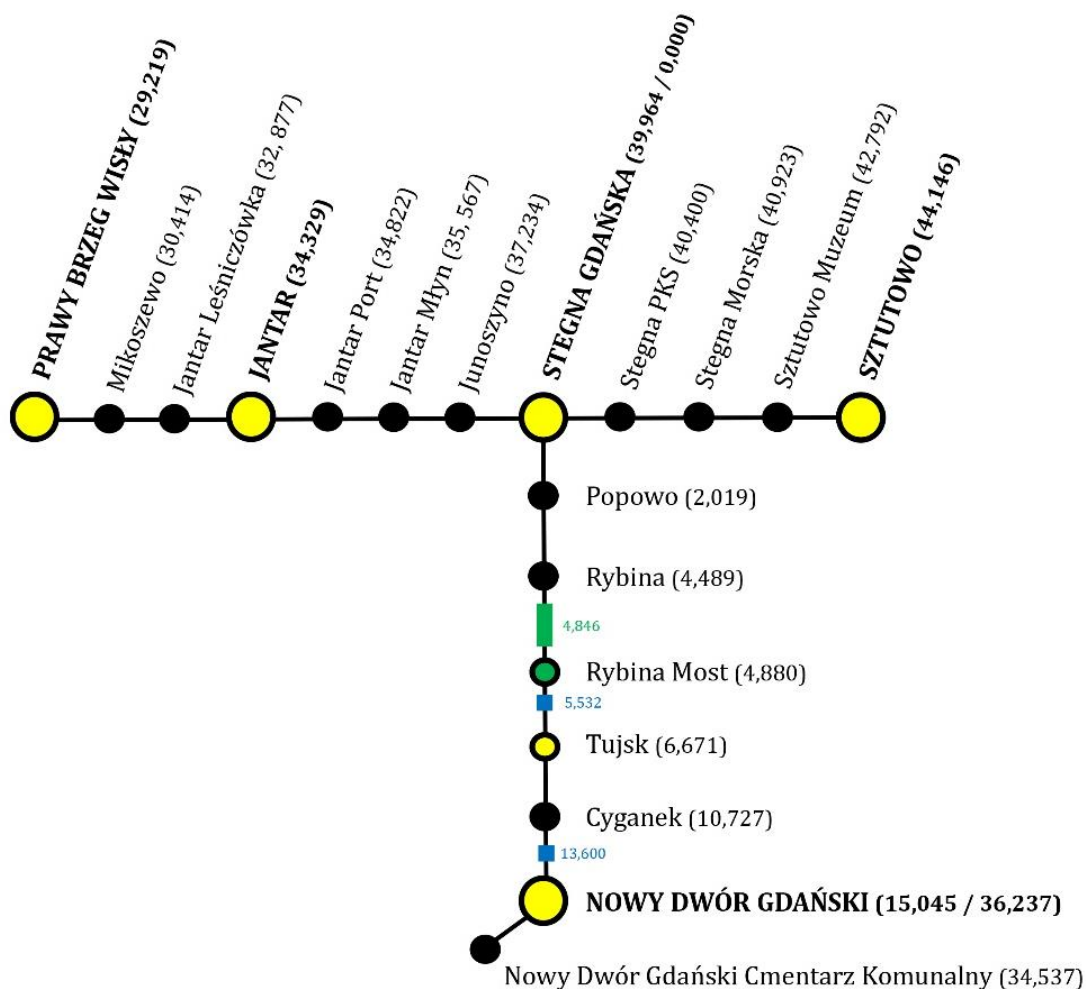 PRAWY BRZEG WISŁY (29,219)
Mikoszewo (30,414)
Jantar Leśniczówka (32, 877)
JANTAR (34,329)
Jantar Port (34,822)
Jantar Młyn (35, 567)
Junoszyno (37,234)
STEGNA GDAŃSKA (39,964 / 0,000)
Stegna PKS (40,400)
Stegna Morska (40,923)
Sztutowo Muzeum (42,792)
SZTUTOWO (44,146)
Popowo (2,019)
Rybina (4,489)
4,846
Rybina Most (4,880)
5,532
Tujsk (6,671)
Cyganek (10,727)
13,600
NOWY DWÓR GDAŃSKI (15,045 / 36,237)
Nowy Dwór Gdański Cmentarz Komunalny (34,537)